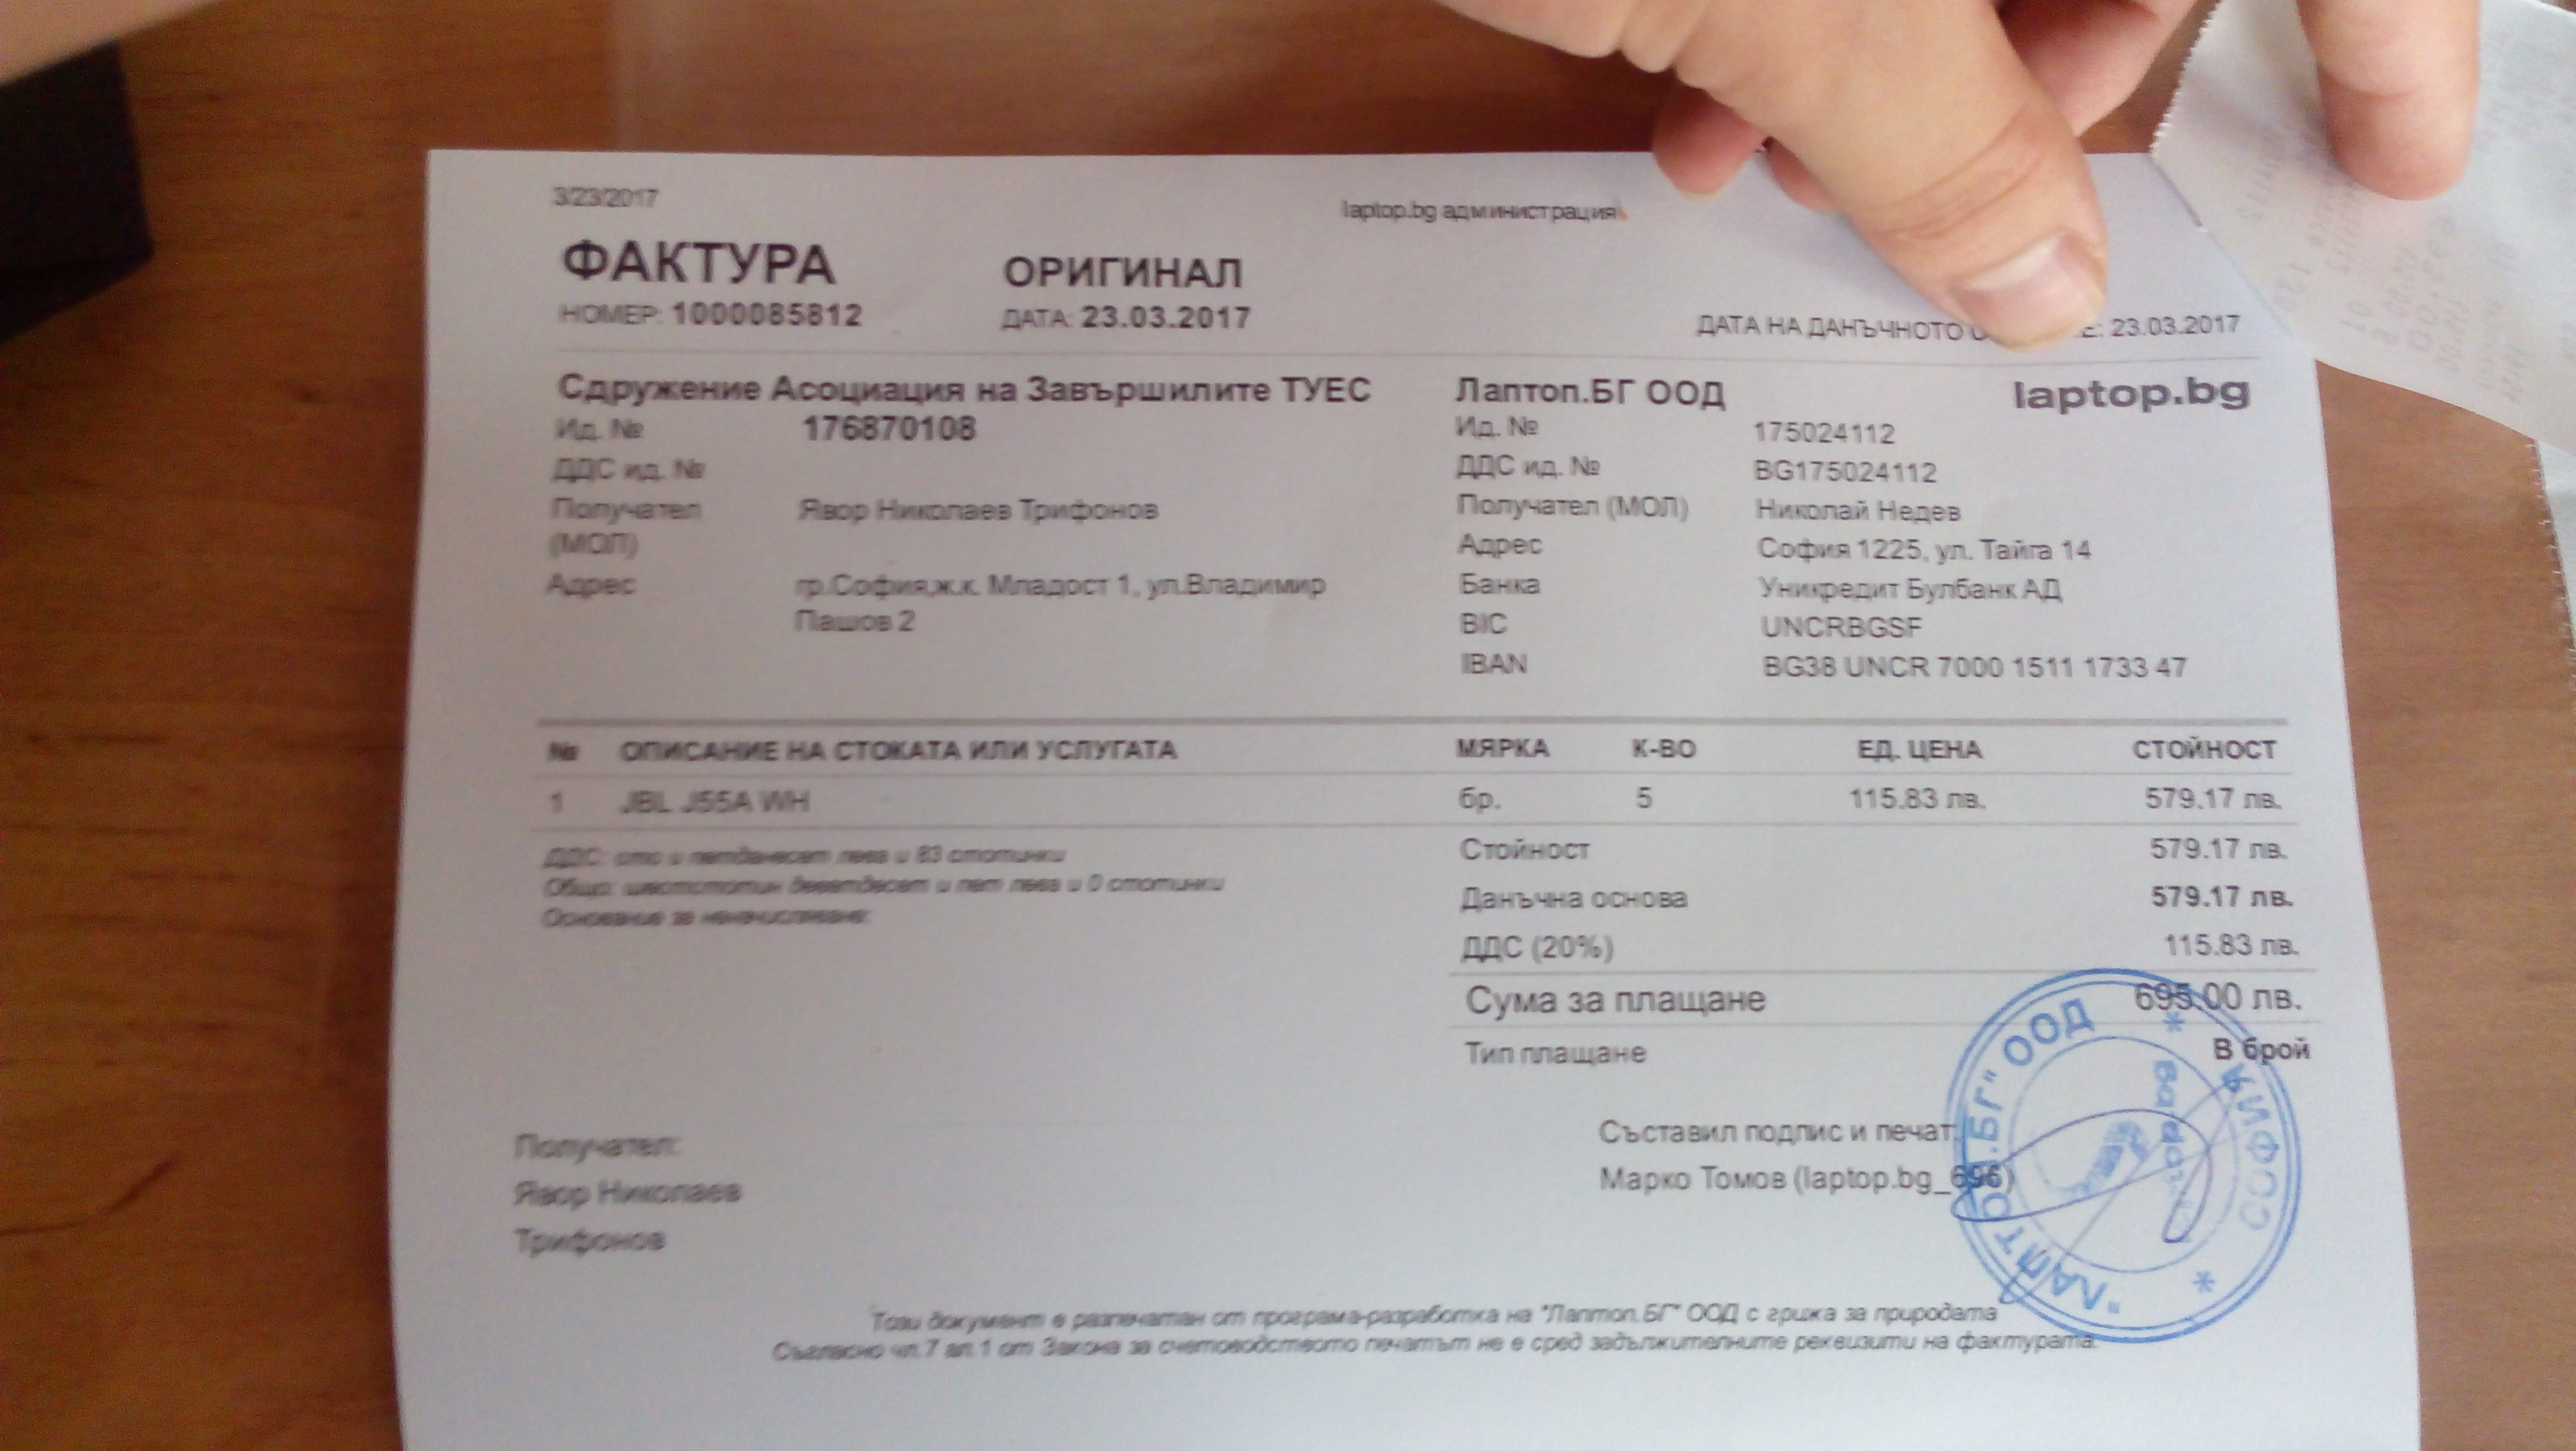 3/23/2017
laptop.bg администрация
ФАКТУРА ОРИГИНАЛ
НОМЕР: 1000085812 ДАТА: 23.03.2017 ДАТА НА ДАНЪЧНОТО 23.03.2017
Сдружение Асоциация на Завършилите ТУЕС
Ид. № 176870108
ДДС ид. №
Получател Явор Николаев Трифонов
(МОЛ)
Адрес гр.София,ж.к. Младост 1, ул.Владимир
Пашов 2
Лаптоп.БГ ООД laptop.bg
Ид. № 175024112
ДДС ид. № BG175024112
Получател (МОЛ) Николай Недев
Адрес София 1225, ул. Тайга 14
Банка Уникредит Булбанк АД
BIC UNCRBGSF
IBAN BG38 UNCR 7000 1511 1733 47
№ ОПИСАНИЕ НА СТОКАТА ИЛИ УСЛУГАТА МЯРКА К-ВО ЕД. ЦЕНА СТОЙНОСТ
1 JBL J55A WH бр. 5 115.83 лв. 579.17 лв.
ДДС: сто и петнадесет лева и 83 стотинки
Общо: шестстотин деветдесет и пет лева и 0 стотинки
Основание за неначисляване:
Стойност 579.17 лв.
Данъчна основа 579.17 лв.
ДДС (20%) 115.83 лв.
Сума за плащане 695.00 лв.
Тип плащане В брой
Получател:
Явор Николаев
Трифонов
Съставил подпис и печат:
Марко Томов (laptop.bg_696)
"ЛАПТОП.БГ" ООД
* СОФИЯ *
Този документ е разпечатан от програма-разработка на "Лаптоп.БГ" ООД с грижа за природата
Съгласно чл.7 ал.1 от Закона за счетоводството печатът не е сред задължителните реквизити на фактурата.